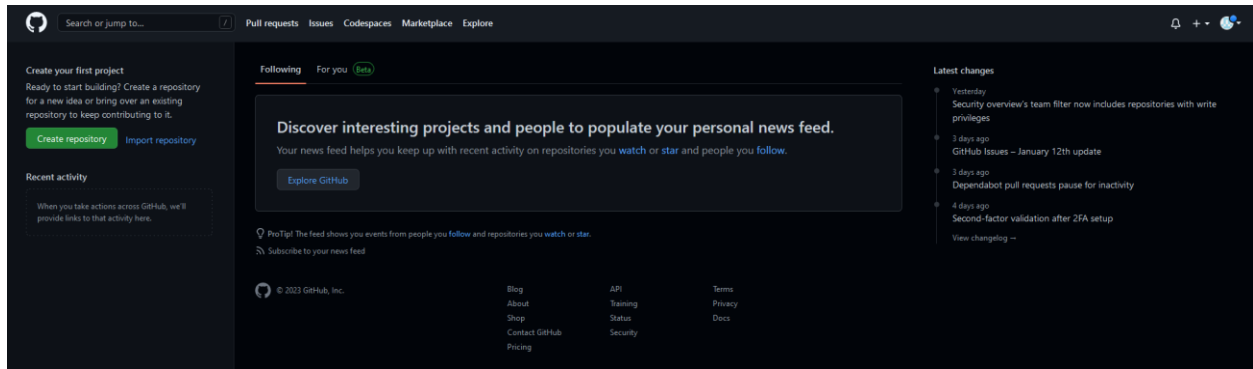 Search or jump to... /
Pull requests Issues Codespaces Marketplace Explore
Create your first project
Ready to start building? Create a repository
for a new idea or bring over an existing
repository to keep contributing to it.
Create repository Import repository
Recent activity
When you take actions across GitHub, we'll
provide links to that activity here.
Following For you Beta
Discover interesting projects and people to populate your personal news feed.
Your news feed helps you keep up with recent activity on repositories you watch or star and people you follow.
Explore GitHub
ProTip! The feed shows you events from people you follow and repositories you watch or star.
Subscribe to your news feed
© 2023 GitHub, Inc.
Blog
About
Shop
Contact GitHub
Pricing
API
Training
Status
Security
Terms
Privacy
Docs
Latest changes
Yesterday
Security overview's team filter now includes repositories with write
privileges
3 days ago
GitHub Issues – January 12th update
3 days ago
Dependabot pull requests pause for inactivity
4 days ago
Second-factor validation after 2FA setup
View changelog →